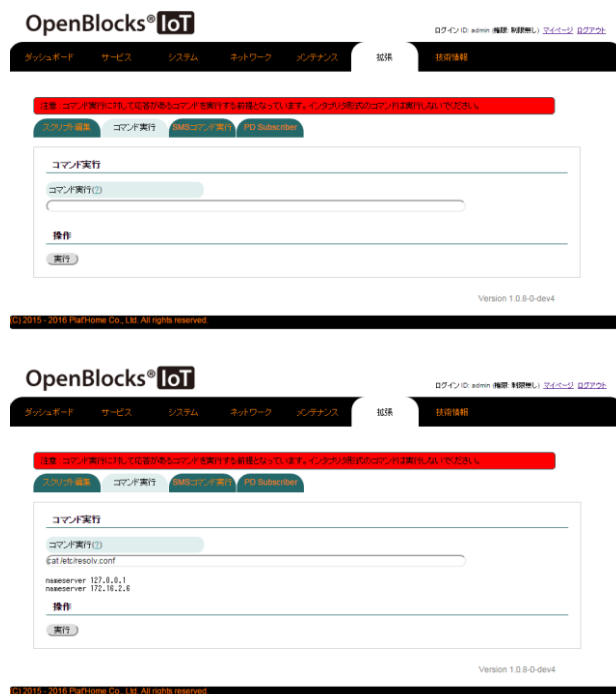 OpenBlocks® IoT
ログインID: admin (権限: 制限無し) マイページ ログアウト
ダッシュボード サービス システム ネットワーク メンテナンス 拡張 技術情報
注意 コマンド実行に対して応答があるコマンドを実行する前提となっています。インタプリタ形式のコマンドは実行しないでください。
スクリプト編集 コマンド実行 SMSコマンド実行 PD Subscriber
コマンド実行
コマンド実行(?)
操作
実行
Version 1.0.8-0-dev4
(C) 2015 - 2016 Plat'Home Co., Ltd. All rights reserved.
OpenBlocks® IoT
ログインID: admin (権限: 制限無し) マイページ ログアウト
ダッシュボード サービス システム ネットワーク メンテナンス 拡張 技術情報
注意 コマンド実行に対して応答があるコマンドを実行する前提となっています。インタプリタ形式のコマンドは実行しないでください。
スクリプト編集 コマンド実行 SMSコマンド実行 PD Subscriber
コマンド実行
コマンド実行(?)
cat /etc/resolv.conf
nameserver 127.0.0.1
nameserver 172.16.2.6
操作
実行
Version 1.0.8-0-dev4
(C) 2015 - 2016 Plat'Home Co., Ltd. All rights reserved.